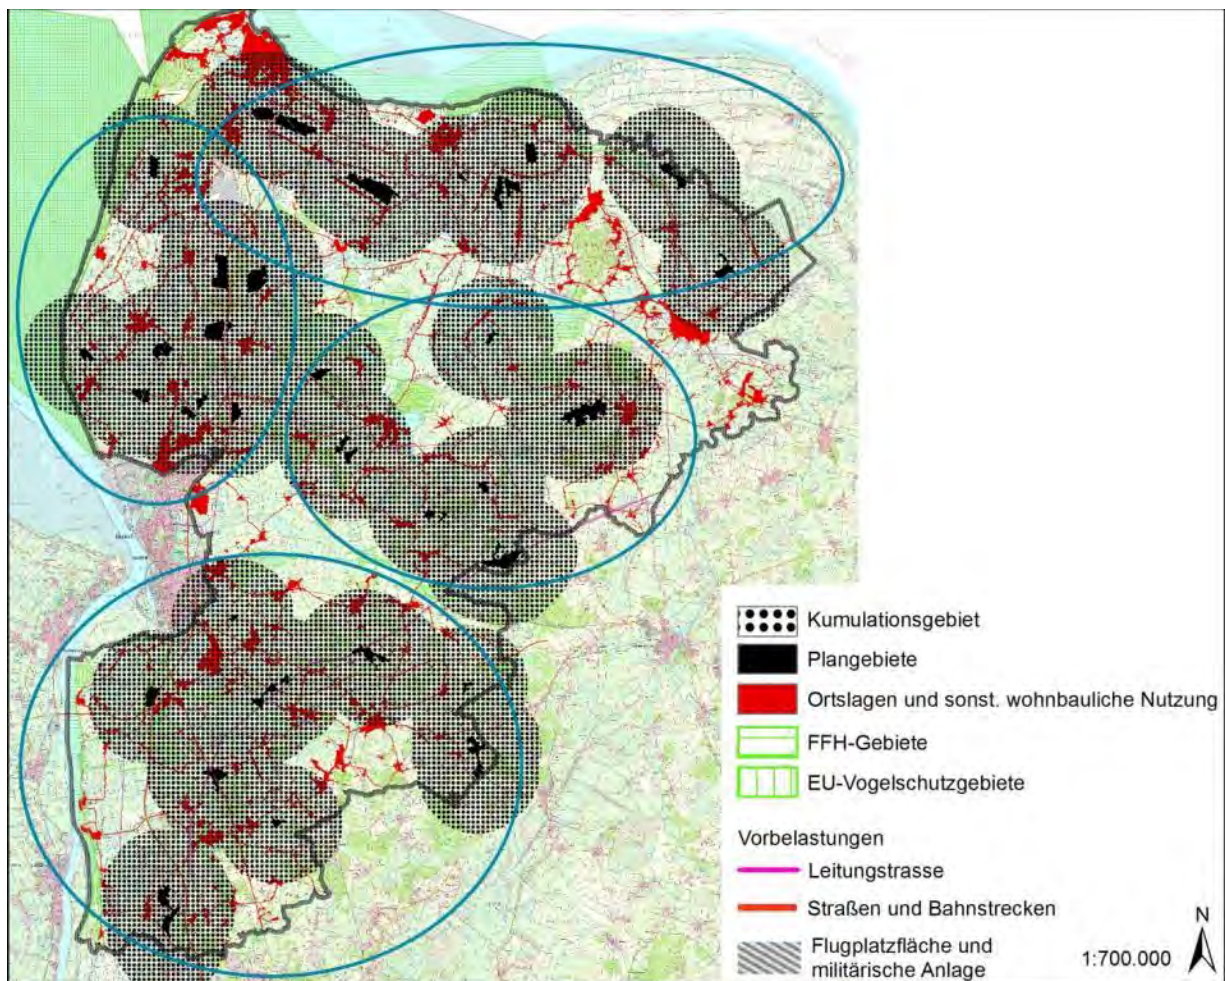 Kumulationsgebiet
Plangebiete
Ortslagen und sonst. wohnbauliche Nutzung
FFH-Gebiete
EU-Vogelschutzgebiete
Vorbelastungen
Leitungstrasse
Straßen und Bahnstrecken
Flugplatzfläche und
militärische Anlage
1:700.000
N